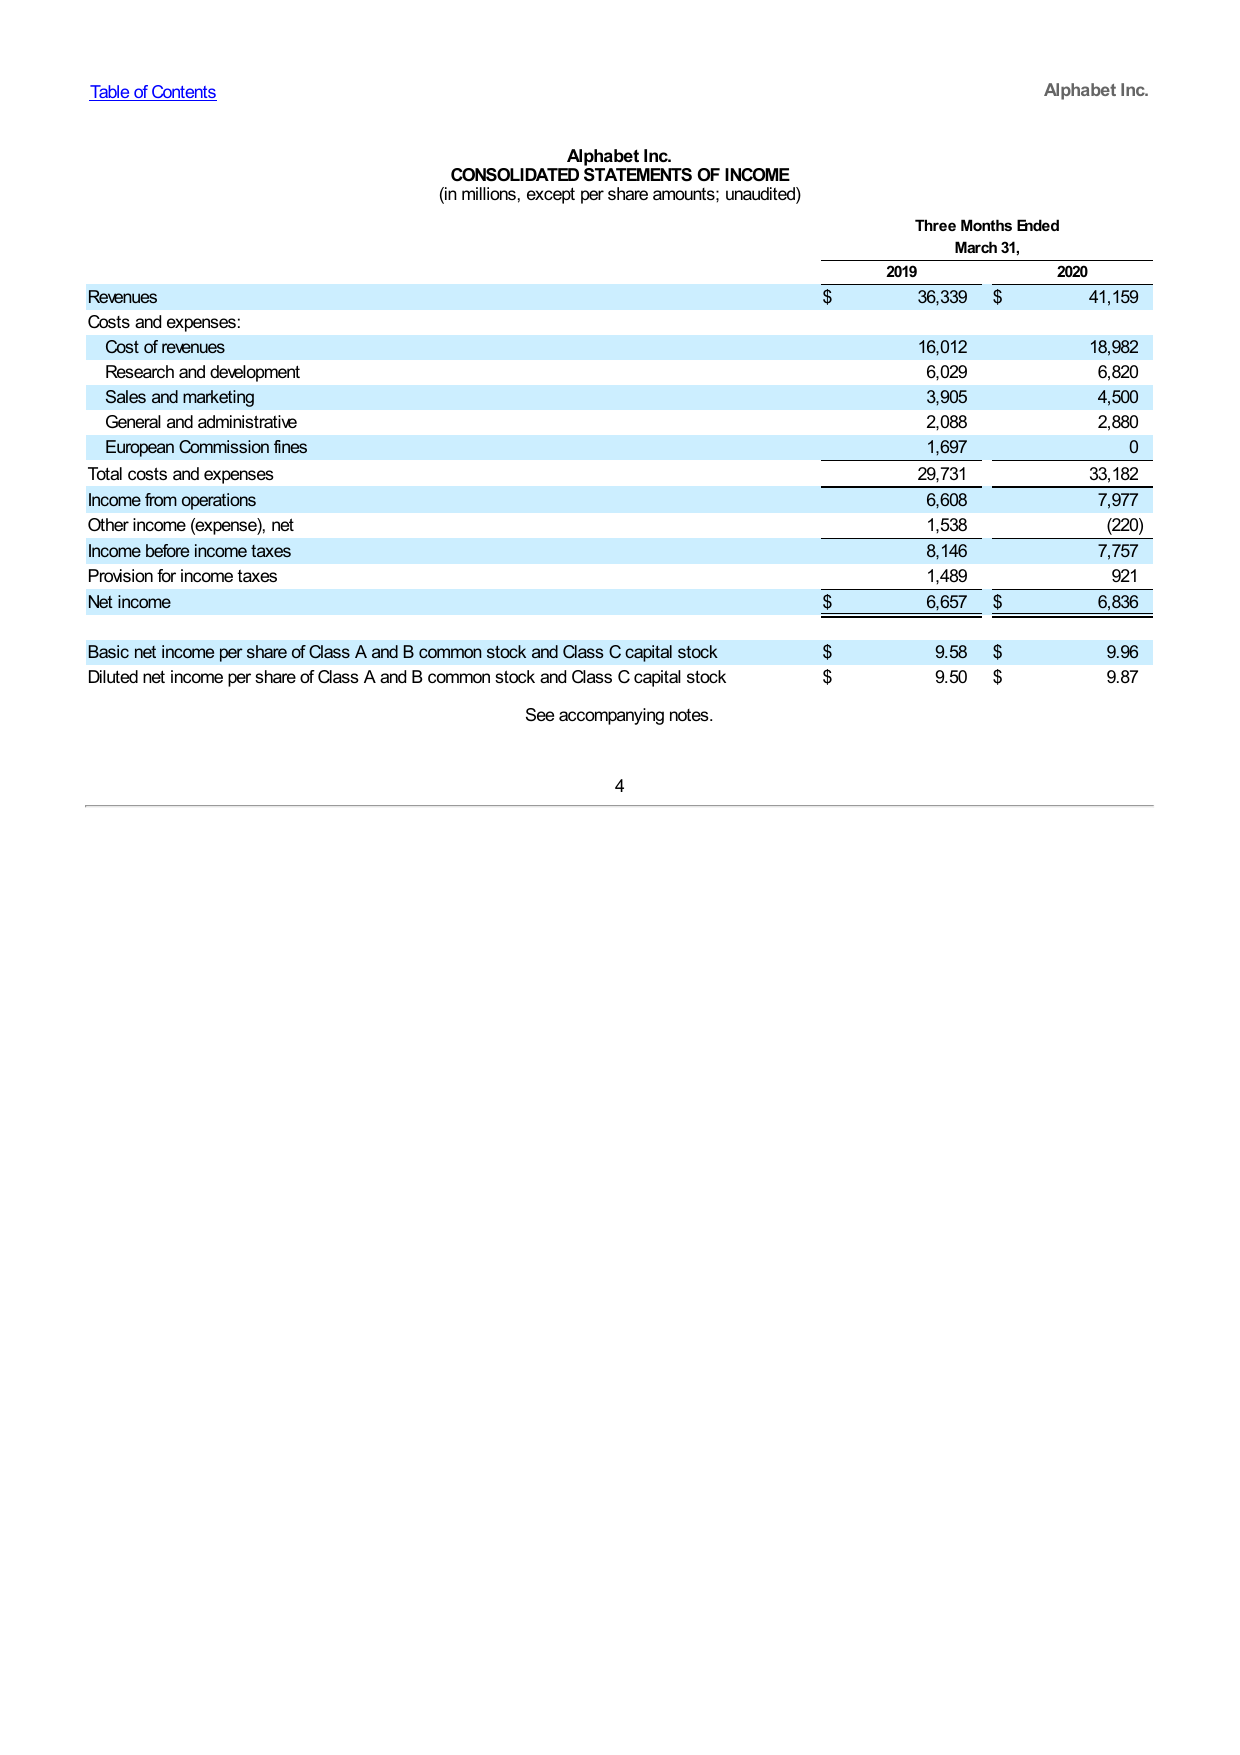 Table of Contents Alphabet Inc.
Alphabet Inc.
CONSOLIDATED STATEMENTS OF INCOME
(in millions, except per share amounts; unaudited)
Three Months Ended
March 31,
2019 2020
Revenues $ 36,339 $ 41,159
Costs and expenses:
Cost of revenues 16,012 18,982
Research and development 6,029 6,820
Sales and marketing 3,905 4,500
General and administrative 2,088 2,880
European Commission fines 1,697 0
Total costs and expenses 29,731 33,182
Income from operations 6,608 7,977
Other income (expense), net 1,538 (220)
Income before income taxes 8,146 7,757
Provision for income taxes 1,489 921
Net income $ 6,657 $ 6,836
Basic net income per share of Class A and B common stock and Class C capital stock $ 9.58 $ 9.96
Diluted net income per share of Class A and B common stock and Class C capital stock $ 9.50 $ 9.87
See accompanying notes.
4